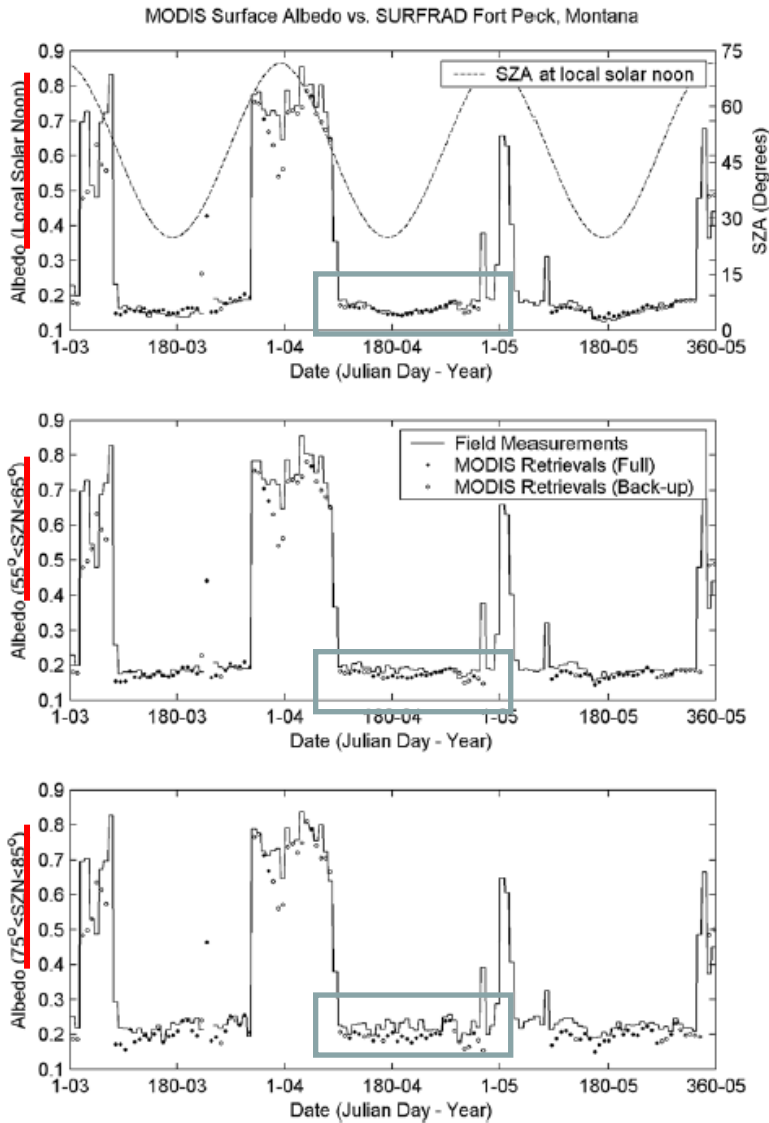 MODIS Surface Albedo vs. SURFRAD Fort Peck, Montana
Albedo (Local Solar Noon)
0.9
0.8
0.7
0.6
0.5
0.4
0.3
0.2
0.1
SZA at local solar noon
75
60
45
30
15
0
SZA (Degrees)
1-03 180-03 1-04 180-04 1-05 180-05 360-05
Date (Julian Day - Year)
Albedo (55°<SZN<65°)
0.9
0.8
0.7
0.6
0.5
0.4
0.3
0.2
0.1
Field Measurements
MODIS Retrievals (Full)
MODIS Retrievals (Back-up)
1-03 180-03 1-04 180-04 1-05 180-05 360-05
Date (Julian Day - Year)
Albedo (75°<SZN<85°)
0.9
0.8
0.7
0.6
0.5
0.4
0.3
0.2
0.1
1-03 180-03 1-04 180-04 1-05 180-05 360-05
Date (Julian Day - Year)